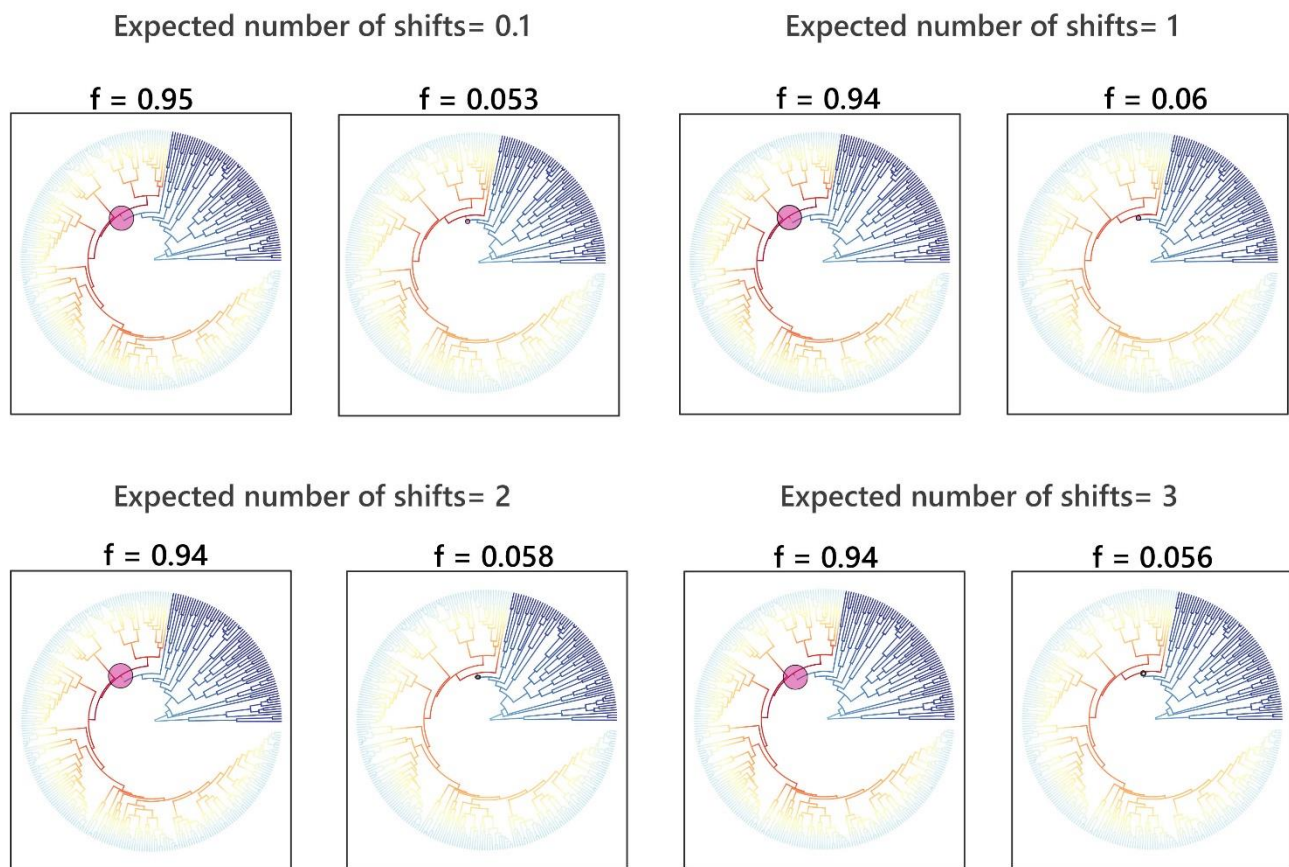 Expected number of shifts= 0.1
Expected number of shifts= 1
f = 0.95
f = 0.053
f = 0.94
f = 0.06
Expected number of shifts= 2
Expected number of shifts= 3
f = 0.94
f = 0.058
f = 0.94
f = 0.056